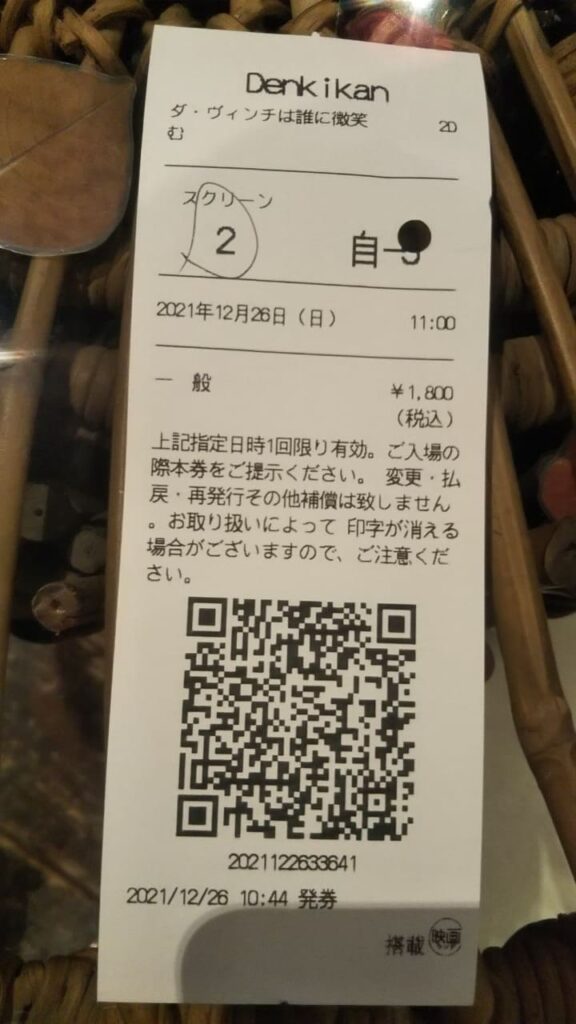 Denkikan
ダ・ヴィンチは誰に微笑 2D
む
スクリーン
2 自-
2021年12月26日（日） 11:00
一 般 ¥1,800
（税込）
上記指定日時1回限り有効。ご入場の
際本券をご提示ください。 変更・払
戻・再発行その他補償は致しません
。お取り扱いによって 印字が消える
場合がございますので、ご注意くだ
さい。
2021122633641
2021/12/26 10:44 発券
搭載 映画